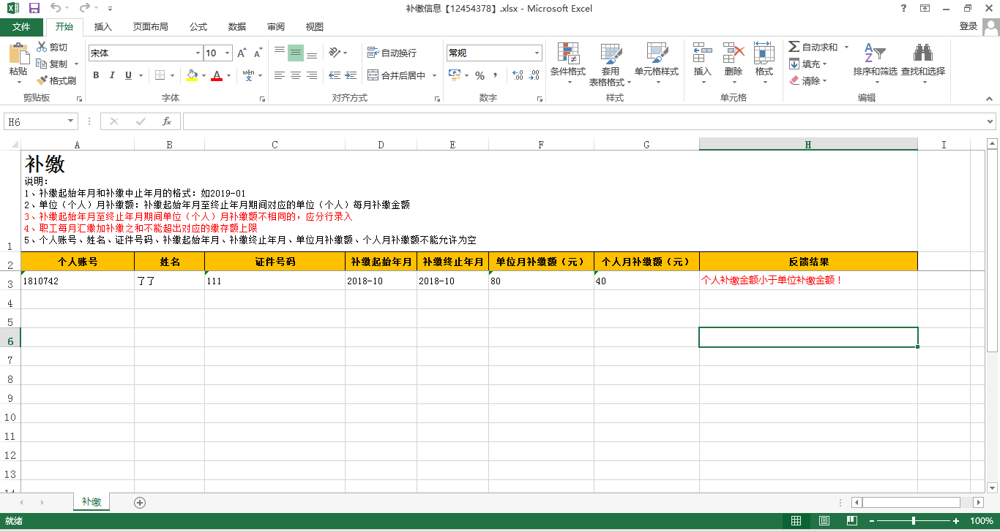 补缴信息【12454378】.xlsx - Microsoft Excel
文件 开始 插入 页面布局 公式 数据 审阅 视图 登录
粘贴 剪切 复制 格式刷 剪贴板
宋体 10 B I U 字体
自动换行 合并后居中 对齐方式
常规 % 数字
条件格式 套用 表格格式 单元格样式 样式
插入 删除 格式 单元格
自动求和 填充 清除 排序和筛选 查找和选择 编辑
H6 fx
A B C D E F G H I
1 补缴
说明:
1、补缴起始年月和补缴中止年月的格式: 如2019-01
2、单位（个人）月补缴额: 补缴起始年月至终止年月期间对应的单位（个人）每月补缴金额
3、补缴起始年月至终止年月期间单位（个人）月补缴额不相同的，应分行录入
4、职工每月汇缴加补缴之和不能超出对应的缴存额上限
5、个人账号、姓名、证件号码、补缴起始年月、补缴终止年月、单位月补缴额、个人月补缴额不能允许为空
2 个人账号 姓名 证件号码 补缴起始年月 补缴终止年月 单位月补缴额（元） 个人月补缴额（元） 反馈结果
3 1810742 了了 111 2018-10 2018-10 80 40 个人补缴金额小于单位补缴金额！
4
5
6
7
8
9
10
11
12
13
14
补缴
就绪 100%